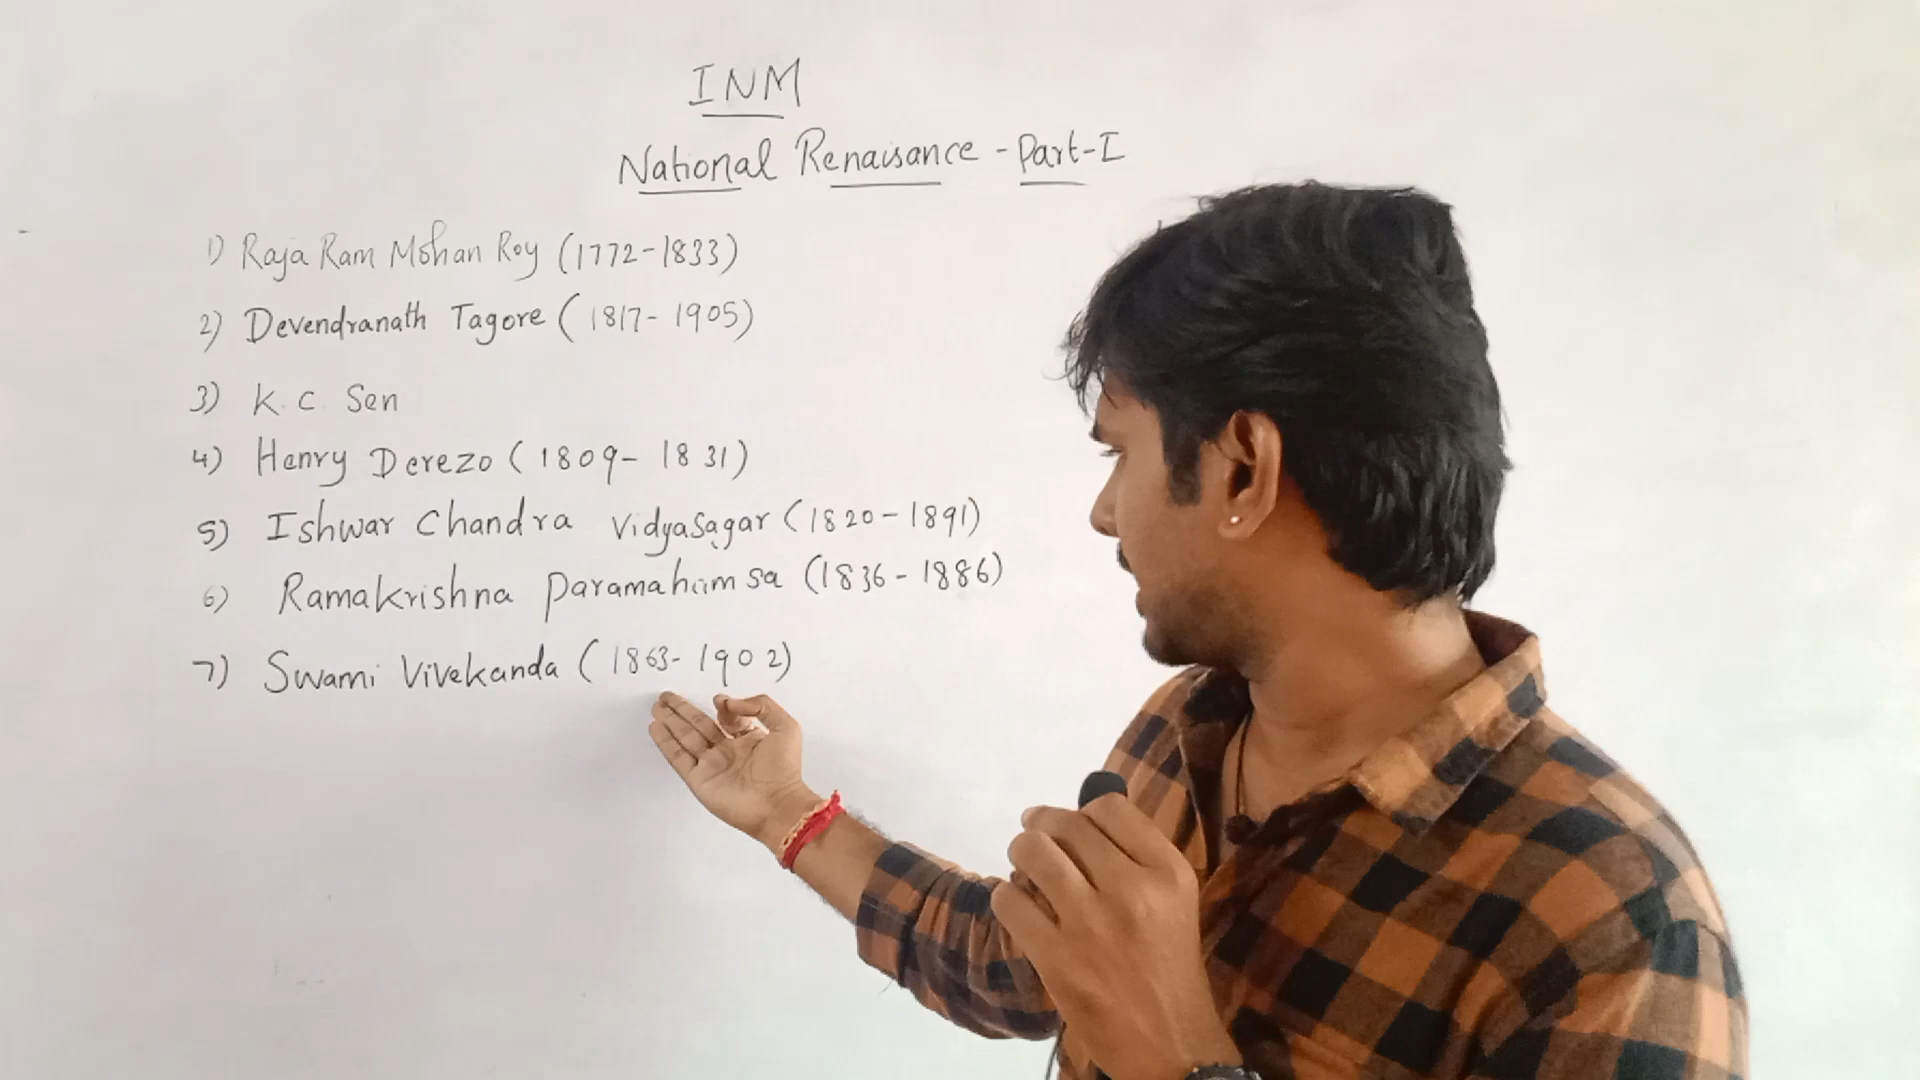 INM
National Renaisance - Part-I
1) Raja Ram Mohan Roy (1772-1833)
2) Devendranath Tagore (1817-1905)
3) K. C. Sen
4) Henry Derezo (1809-1831)
5) Ishwar Chandra Vidyasagar (1820-1891)
6) Ramakrishna Paramahamsa (1836-1886)
7) Swami Vivekanda (1863-1902)